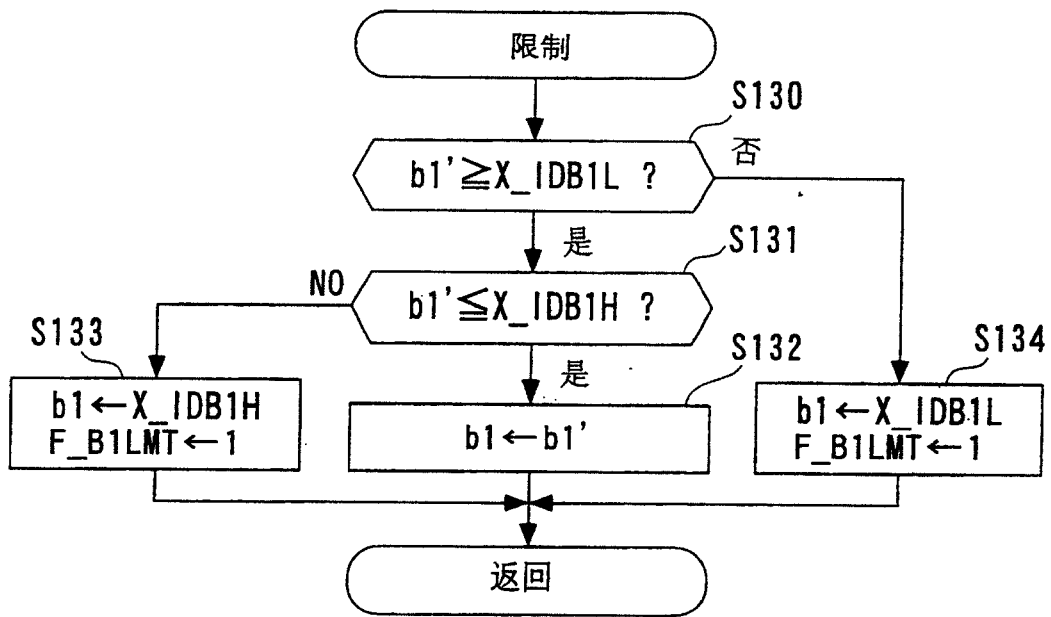 限制
S130
b1'≧X_IDB1L ?
否
是
S131
NO
b1'≦X_IDB1H ?
S133
是
S132
S134
b1←X_IDB1H
F_B1LMT←1
b1←b1'
b1←X_IDB1L
F_B1LMT←1
返回